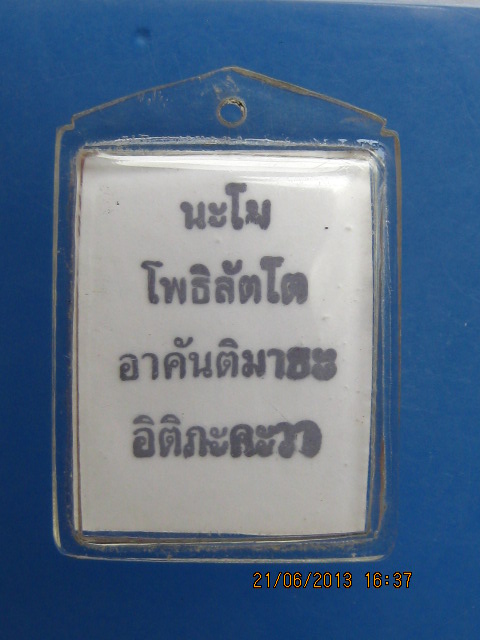 นะโม
โพธิสัตโต
อาคันติมายะ
อิติภะคะวา
21/06/2013 16:37